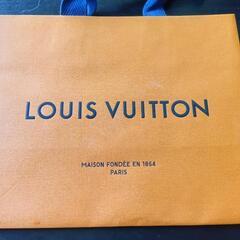 LOUIS VUITTON
MAISON FONDÉE EN 1854
PARIS